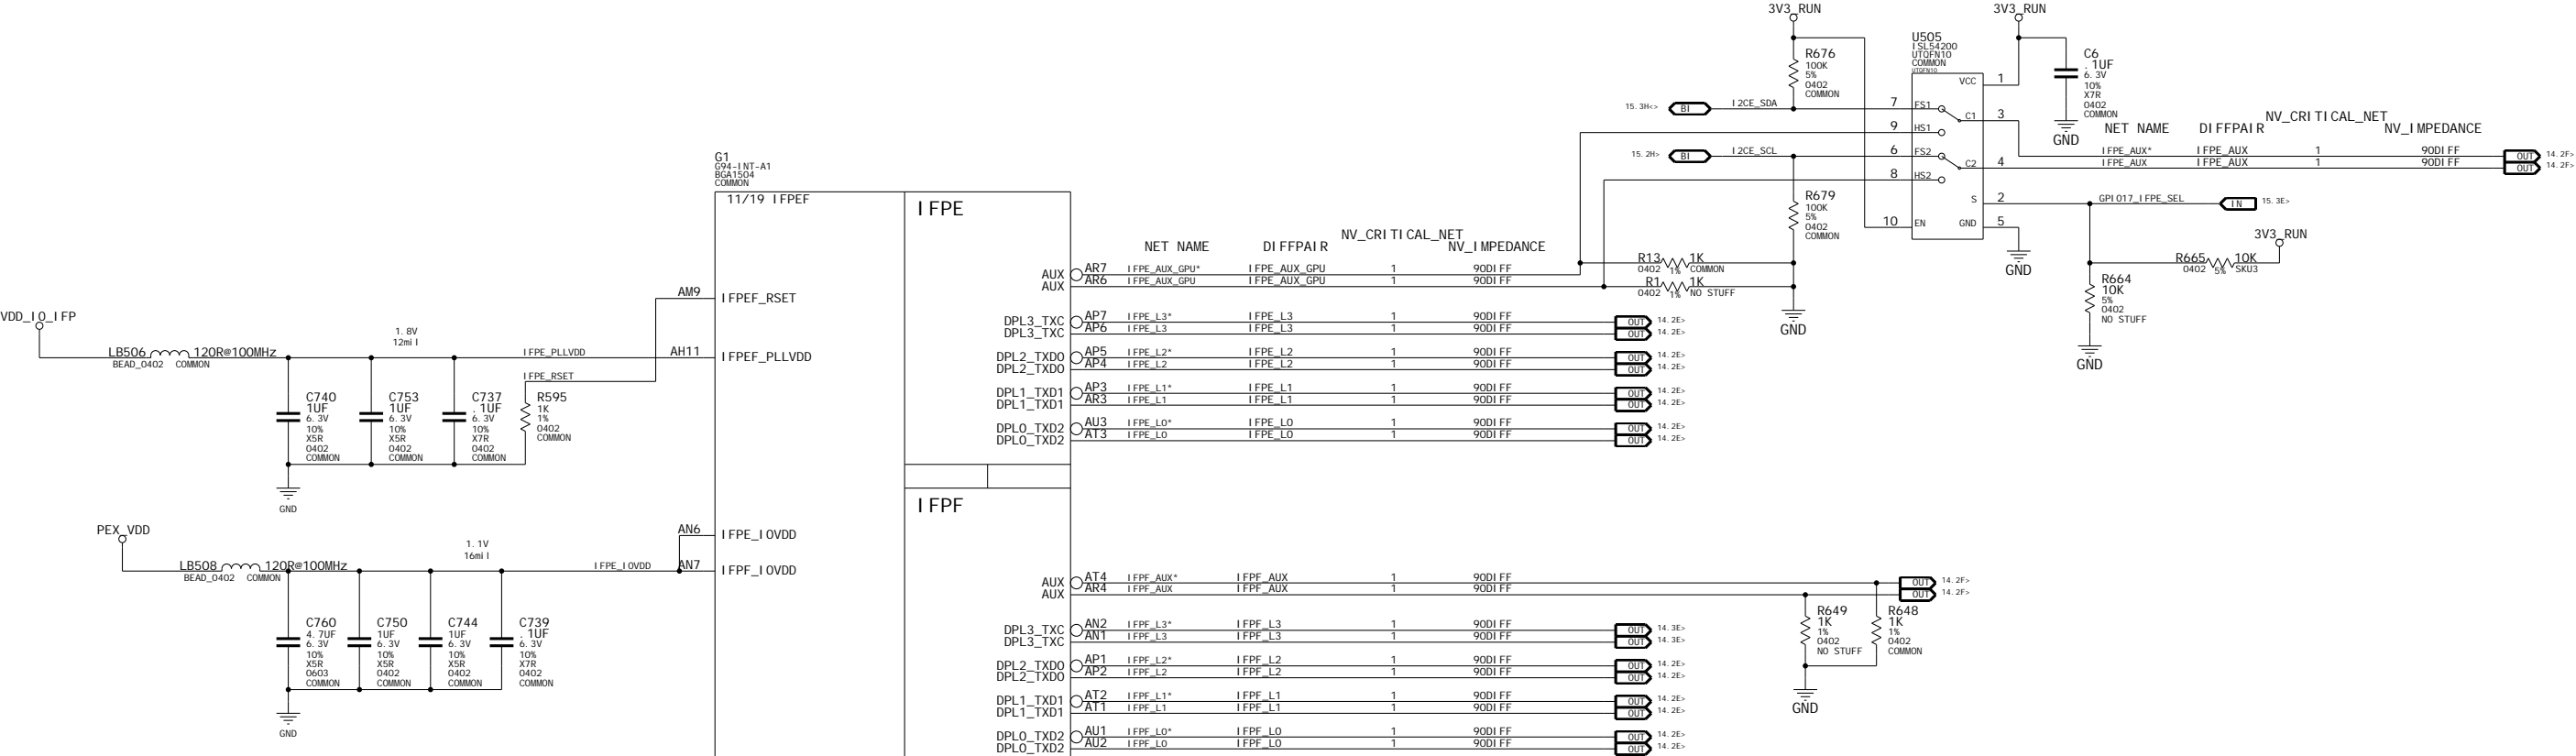 3V3_RUN
3V3_RUN
R676
100K
5%
0402
COMMON
U505
ISL54200
UTQFN10
COMMON
UTQFN10
C6
.1UF
6.3V
10%
X7R
0402
COMMON
GND
VCC 1
15.3H<> BI I2CE_SDA 7 FS1
C1 3
9 HS1
15.2H> BI I2CE_SCL 6 FS2
C2 4
8 HS2
S 2
10 EN
GND 5
GND
NET NAME DIFFPAIR NV_CRITICAL_NET NV_IMPEDANCE
IFPE_AUX* IFPE_AUX 1 90DIFF OUT 14.2F>
IFPE_AUX IFPE_AUX 1 90DIFF OUT 14.2F>
GPIO17_IFPE_SEL IN 15.3E>
3V3_RUN
R665 10K
0402 5% SKU3
R664
10K
5%
0402
NO STUFF
GND
R679
100K
5%
0402
COMMON
R13 1K
0402 1% COMMON
R1 1K
0402 1% NO STUFF
GND
G1
G94-INT-A1
BGA1504
COMMON
11/19 IFPEF
IFPE
NET NAME DIFFPAIR NV_CRITICAL_NET NV_IMPEDANCE
AUX AR7 IFPE_AUX_GPU* IFPE_AUX_GPU 1 90DIFF
AUX AR6 IFPE_AUX_GPU IFPE_AUX_GPU 1 90DIFF
DPL3_TXC AP7 IFPE_L3* IFPE_L3 1 90DIFF OUT 14.2E>
DPL3_TXC AP6 IFPE_L3 IFPE_L3 1 90DIFF OUT 14.2E>
DPL2_TXD0 AP5 IFPE_L2* IFPE_L2 1 90DIFF OUT 14.2E>
DPL2_TXD0 AP4 IFPE_L2 IFPE_L2 1 90DIFF OUT 14.2E>
DPL1_TXD1 AP3 IFPE_L1* IFPE_L1 1 90DIFF OUT 14.2E>
DPL1_TXD1 AR3 IFPE_L1 IFPE_L1 1 90DIFF OUT 14.2E>
DPL0_TXD2 AU3 IFPE_L0* IFPE_L0 1 90DIFF OUT 14.2E>
DPL0_TXD2 AT3 IFPE_L0 IFPE_L0 1 90DIFF OUT 14.2E>
AM9 IFPEF_RSET
VDD_IO_IFP
LB506 120R@100MHz
BEAD_0402 COMMON
1.8V
12mil
IFPE_PLLVDD AH11 IFPEF_PLLVDD
IFPE_RSET
C740
1UF
6.3V
10%
X5R
0402
COMMON
C753
1UF
6.3V
10%
X5R
0402
COMMON
C737
.1UF
6.3V
10%
X7R
0402
COMMON
R595
1K
1%
0402
COMMON
GND
PEX_VDD
LB508 120R@100MHz
BEAD_0402 COMMON
1.1V
16mil
IFPE_IOVDD
AN6 IFPE_IOVDD
AN7 IFPF_IOVDD
C760
4.7UF
6.3V
10%
X5R
0603
COMMON
C750
1UF
6.3V
10%
X5R
0402
COMMON
C744
1UF
6.3V
10%
X5R
0402
COMMON
C739
.1UF
6.3V
10%
X7R
0402
COMMON
GND
IFPF
AUX AT4 IFPF_AUX* IFPF_AUX 1 90DIFF OUT 14.2F>
AUX AR4 IFPF_AUX IFPF_AUX 1 90DIFF OUT 14.2F>
DPL3_TXC AN2 IFPF_L3* IFPF_L3 1 90DIFF OUT 14.3E>
DPL3_TXC AN1 IFPF_L3 IFPF_L3 1 90DIFF OUT 14.3E>
DPL2_TXD0 AP1 IFPF_L2* IFPF_L2 1 90DIFF OUT 14.2E>
DPL2_TXD0 AP2 IFPF_L2 IFPF_L2 1 90DIFF OUT 14.2E>
DPL1_TXD1 AT2 IFPF_L1* IFPF_L1 1 90DIFF OUT 14.2E>
DPL1_TXD1 AT1 IFPF_L1 IFPF_L1 1 90DIFF OUT 14.2E>
DPL0_TXD2 AU1 IFPF_L0* IFPF_L0 1 90DIFF OUT 14.2E>
DPL0_TXD2 AU2 IFPF_L0 IFPF_L0 1 90DIFF OUT 14.2E>
R649
1K
1%
0402
NO STUFF
R648
1K
1%
0402
COMMON
GND